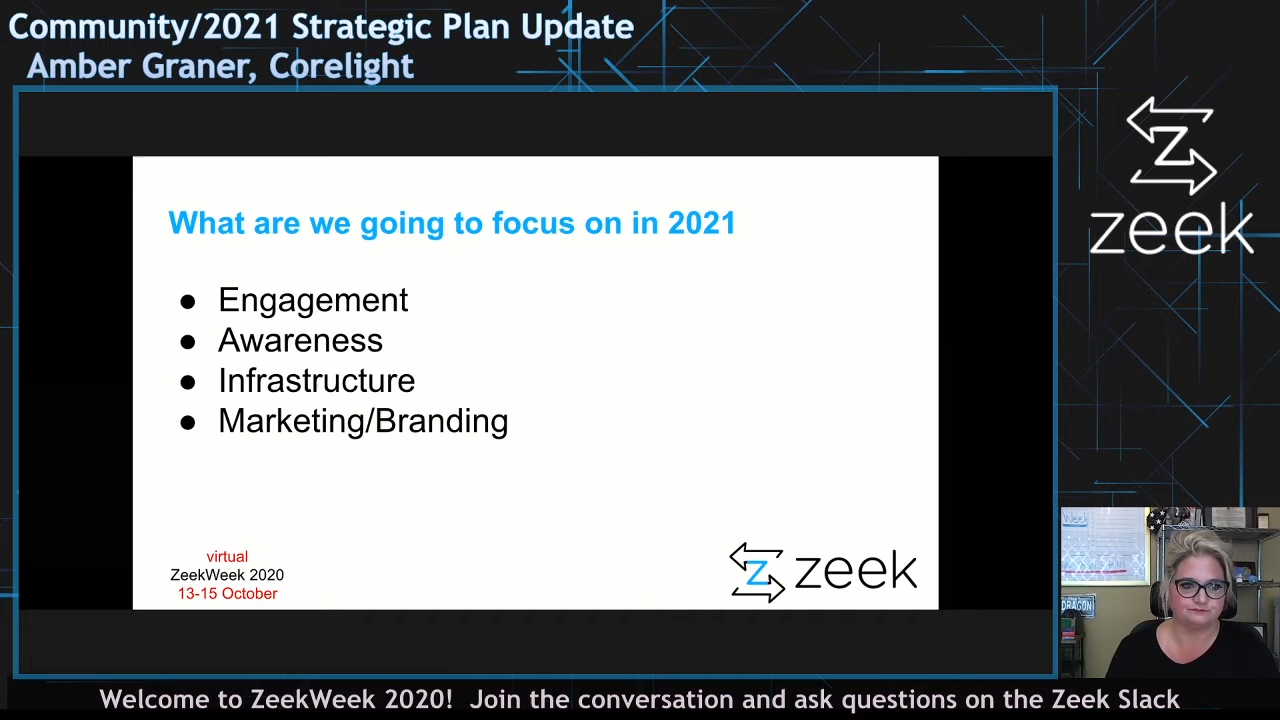 Community/2021 Strategic Plan Update
Amber Graner, Corelight
What are we going to focus on in 2021
● Engagement
● Awareness
● Infrastructure
● Marketing/Branding
virtual
ZeekWeek 2020
13-15 October
z zeek
z
zeek
Week
DRAGON
Welcome to ZeekWeek 2020! Join the conversation and ask questions on the Zeek Slack